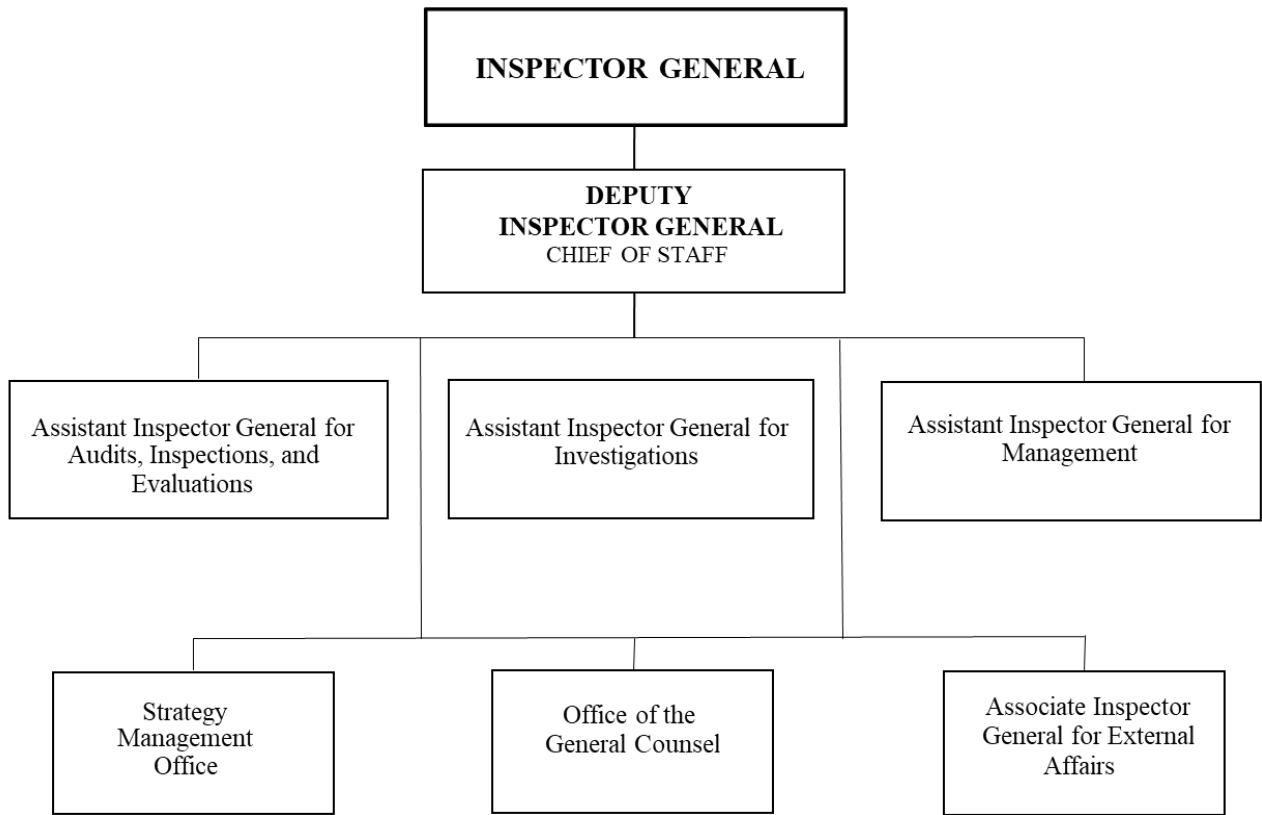 INSPECTOR GENERAL
DEPUTY
INSPECTOR GENERAL
CHIEF OF STAFF
Assistant Inspector General for
Audits, Inspections, and
Evaluations
Assistant Inspector General for
Investigations
Assistant Inspector General for
Management
Strategy
Management
Office
Office of the
General Counsel
Associate Inspector
General for External
Affairs